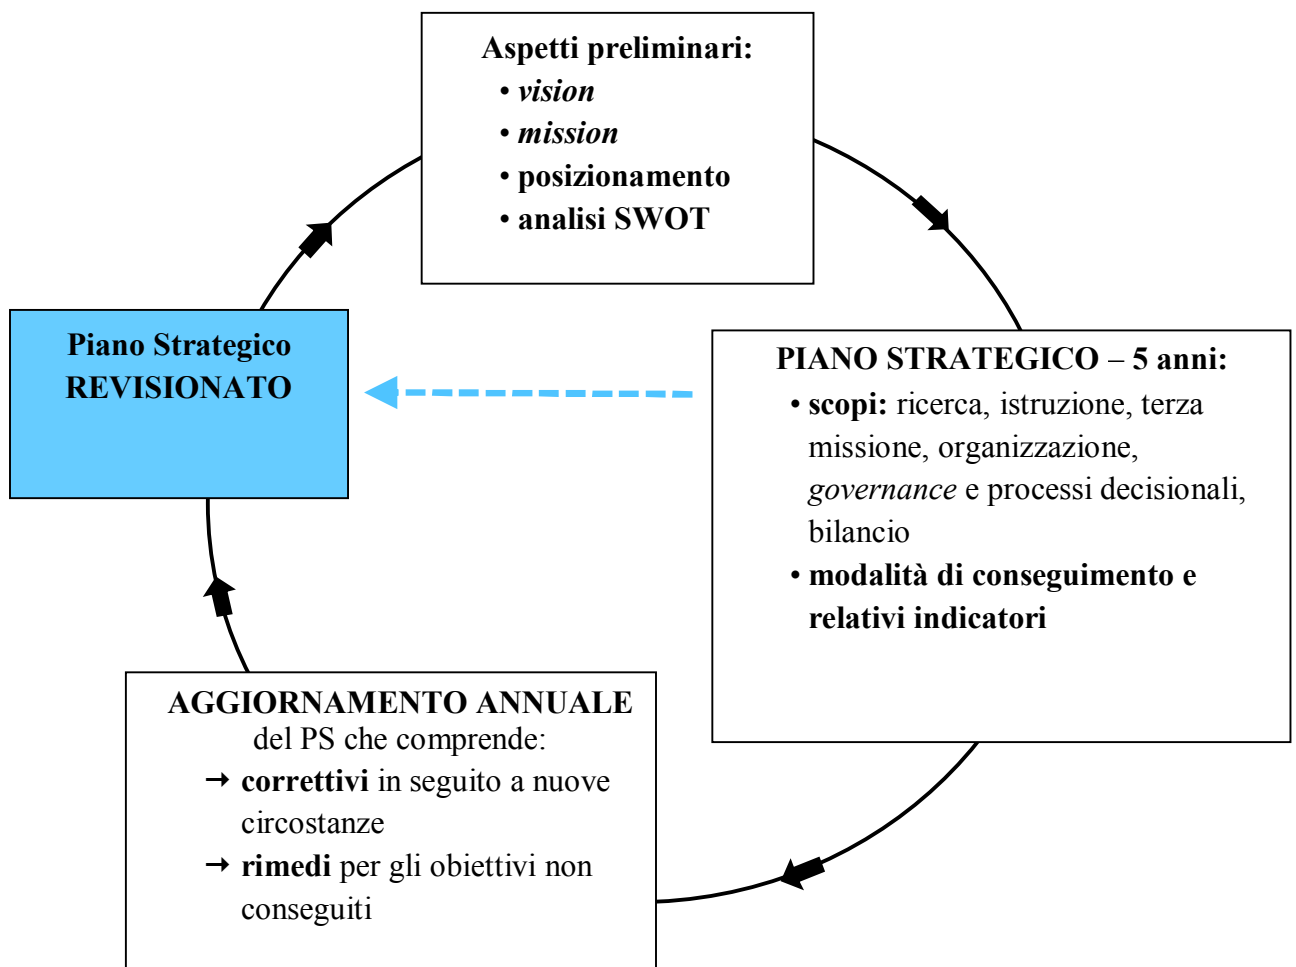 Aspetti preliminari:
• vision
• mission
• posizionamento
• analisi SWOT
Piano Strategico
REVISIONATO
PIANO STRATEGICO – 5 anni:
• scopi: ricerca, istruzione, terza
missione, organizzazione,
governance e processi decisionali,
bilancio
• modalità di conseguimento e
relativi indicatori
AGGIORNAMENTO ANNUALE
del PS che comprende:
→ correttivi in seguito a nuove
circostanze
→ rimedi per gli obiettivi non
conseguiti